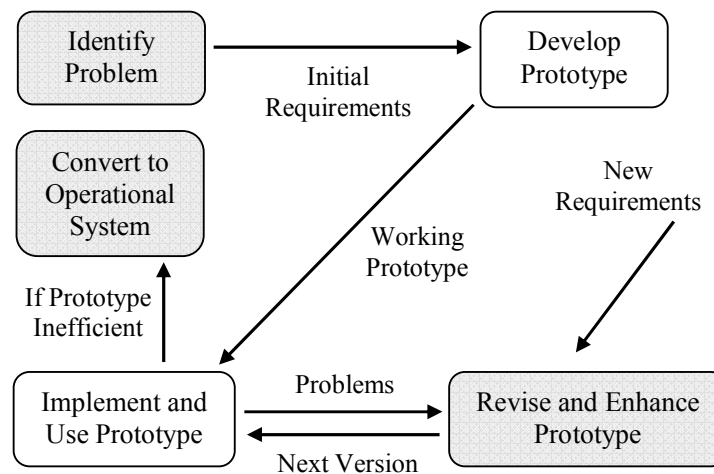 Identify
Problem
Initial
Requirements
Develop
Prototype
Convert to
Operational
System
New
Requirements
Working
Prototype
If Prototype
Inefficient
Implement and
Use Prototype
Problems
Next Version
Revise and Enhance
Prototype